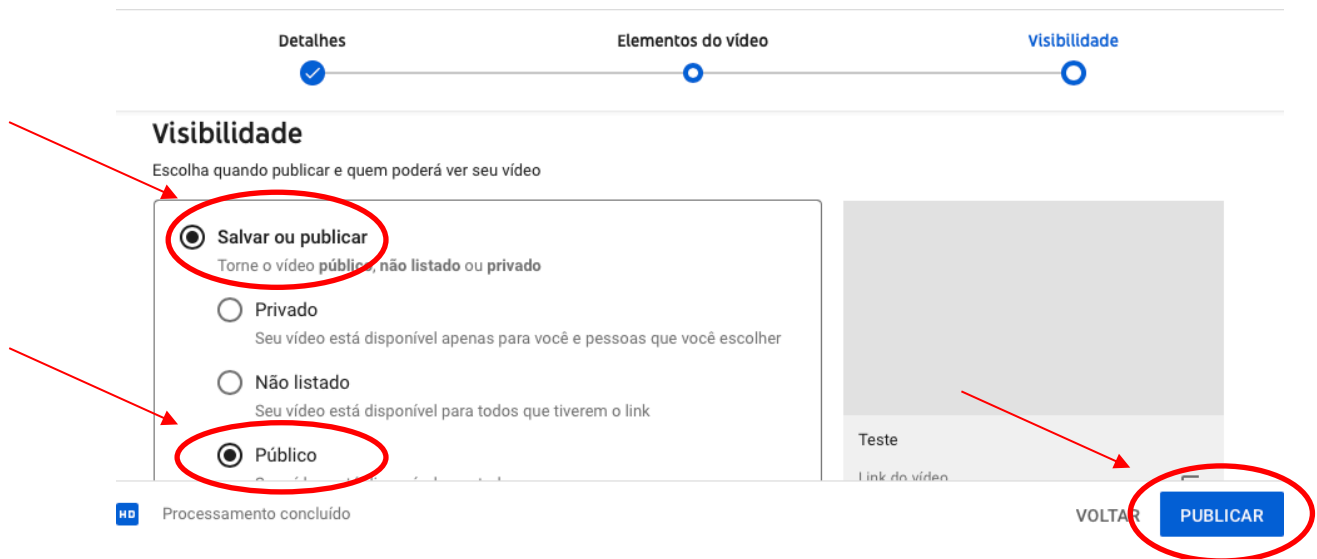 Detalhes
Elementos do vídeo
Visibilidade
Visibilidade
Escolha quando publicar e quem poderá ver seu vídeo
Salvar ou publicar
Torne o vídeo público, não listado ou privado
Privado
Seu vídeo está disponível apenas para você e pessoas que você escolher
Não listado
Seu vídeo está disponível para todos que tiverem o link
Público
Teste
Link do vídeo
HD
Processamento concluído
VOLTAR
PUBLICAR